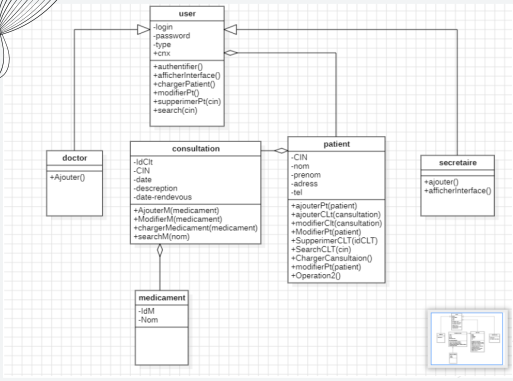 user
-login
-password
-type
+cnx
+authentifier()
+afficherInterface()
+chargerPatient()
+modifierPt()
+supperimerPt(cin)
+search(cin)
doctor
+Ajouter()
consultation
-IdClt
-CIN
-date
-descreption
-date-rendevous
+AjouterM(medicament)
+ModifierM(medicament)
+chargerMedicament(medicament)
+searchM(nom)
patient
-CIN
-nom
-prenom
-adress
-tel
+ajouterPt(patient)
+ajouterCLt(cansultation)
+modifierClt(cansultation)
+ModifierPt(patient)
+SupperimerCLT(idCLT)
+SearchCLT(cin)
+ChargerCansultaion()
+modifierPt(patient)
+Operation2()
secretaire
+ajouter()
+afficherInterface()
medicament
-IdM
-Nom